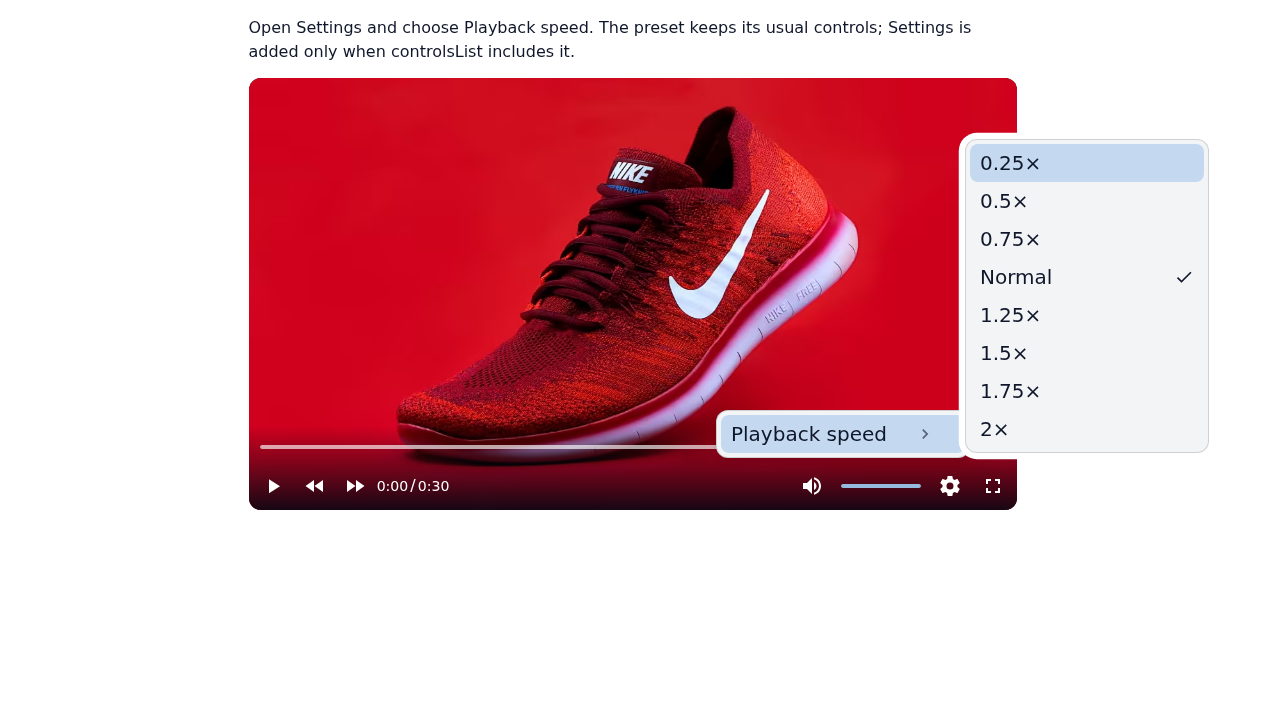 Open Settings and choose Playback speed. The preset keeps its usual controls; Settings is
added only when controlsList includes it.
NIKE
NIKE FREE
Playback speed
0.25×
0.5×
0.75×
Normal
1.25×
1.5×
1.75×
2×
0:00/0:30